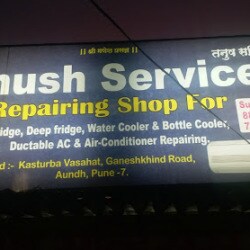 || श्री गणेश प्रसन्न ||
तनुष सर्
nush Service
Repairing Shop For
idge, Deep fridge, Water Cooler & Bottle Cooler,
Ductable AC & Air-Conditioner Repairing.
d :- Kasturba Vasahat, Ganeshkhind Road,
Aundh, Pune -7.